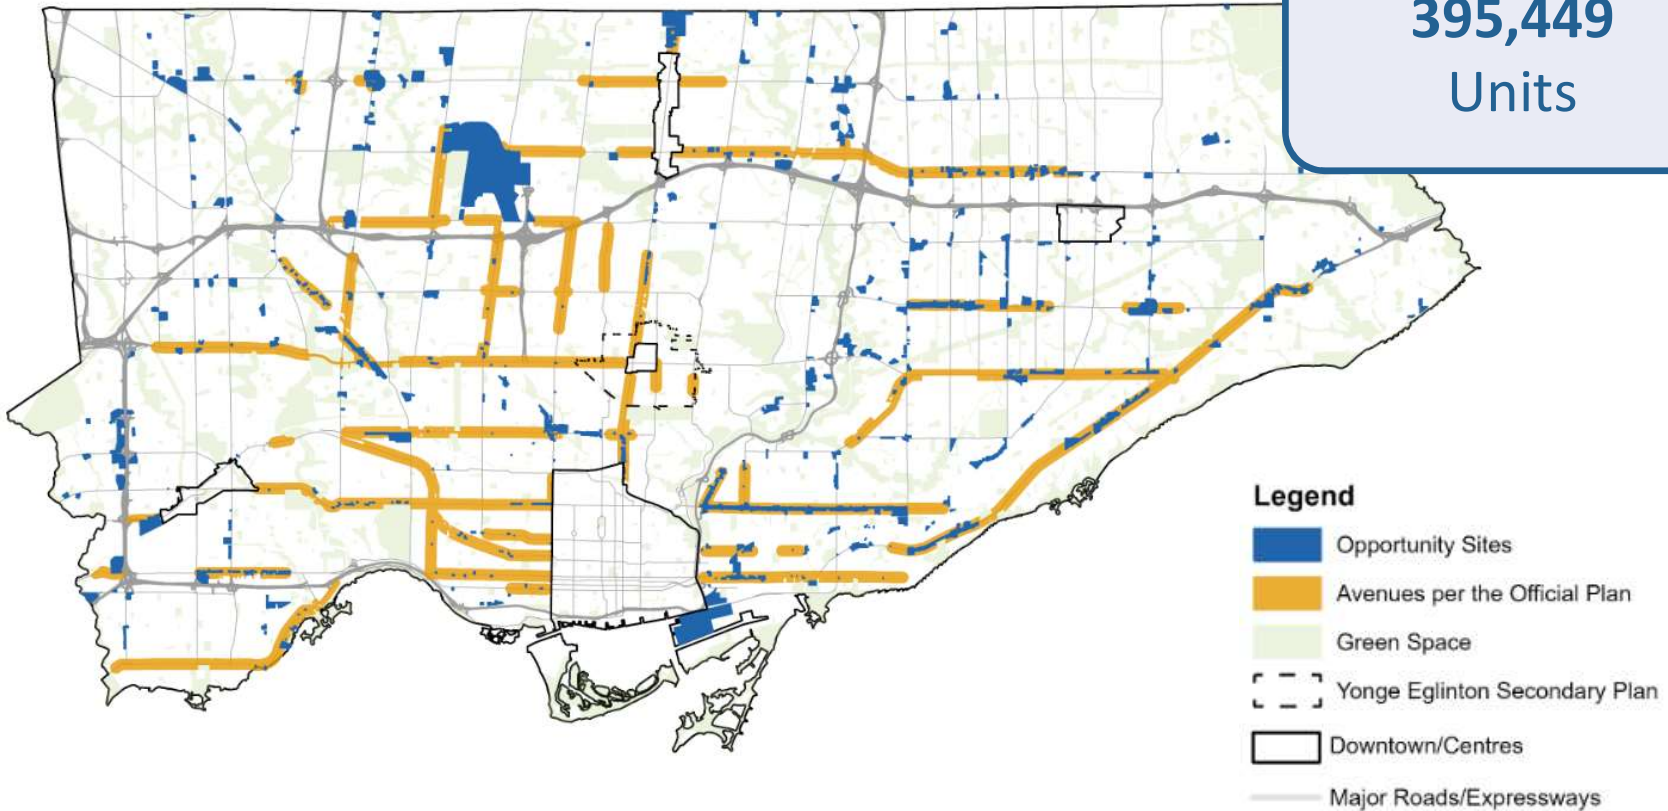 395,449
Units
Legend
Opportunity Sites
Avenues per the Official Plan
Green Space
Yonge Eglinton Secondary Plan
Downtown/Centres
Major Roads/Expressways